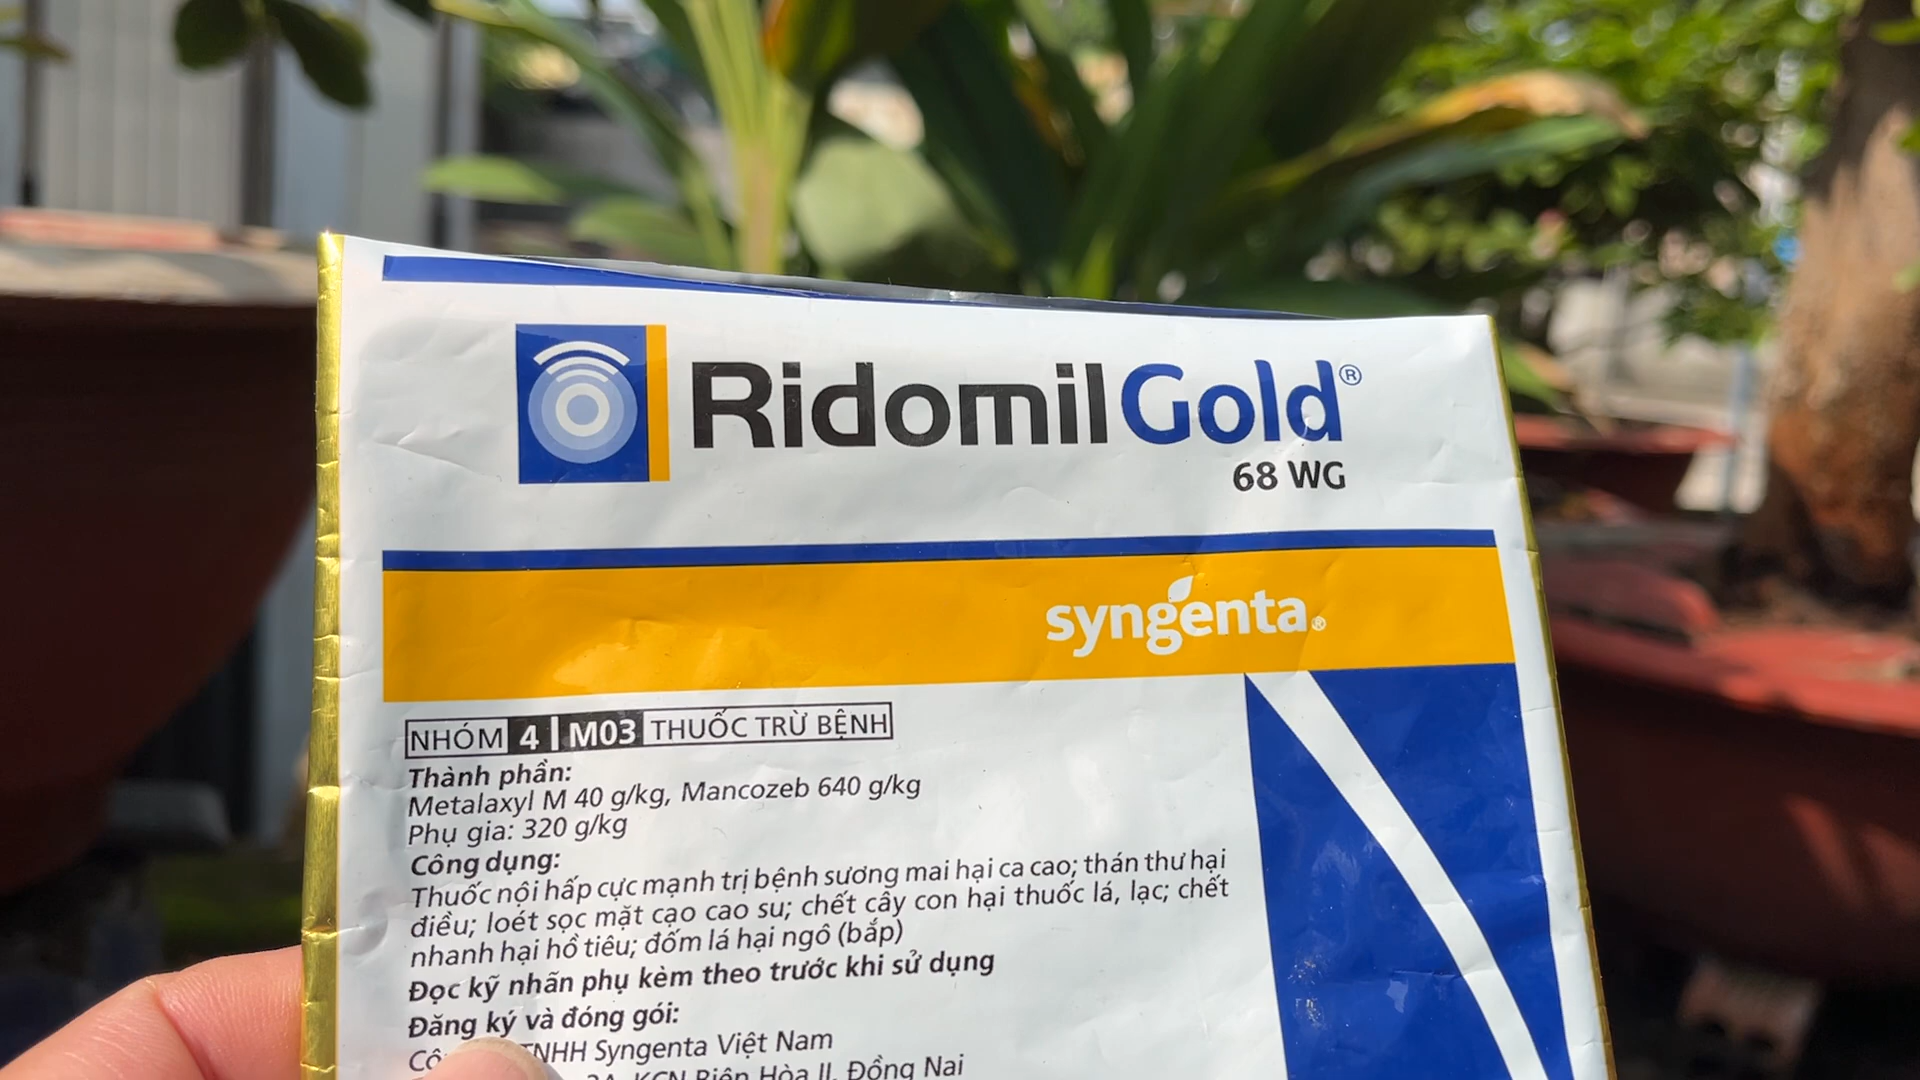 RidomilGold®
68 WG
syngenta®
NHÓM 4 | M03 THUỐC TRỪ BỆNH
Thành phần:
Metalaxyl M 40 g/kg, Mancozeb 640 g/kg
Phụ gia: 320 g/kg
Công dụng:
Thuốc nội hấp cực mạnh trị bệnh sương mai hại ca cao; thán thư hại
điều; loét sọc mặt cạo cao su; chết cây con hại thuốc lá, lạc; chết
nhanh hại hồ tiêu; đốm lá hại ngô (bắp)
Đọc kỹ nhãn phụ kèm theo trước khi sử dụng
Đăng ký và đóng gói:
TNHH Syngenta Việt Nam
KCN Biên Hòa II, Đồng Nai